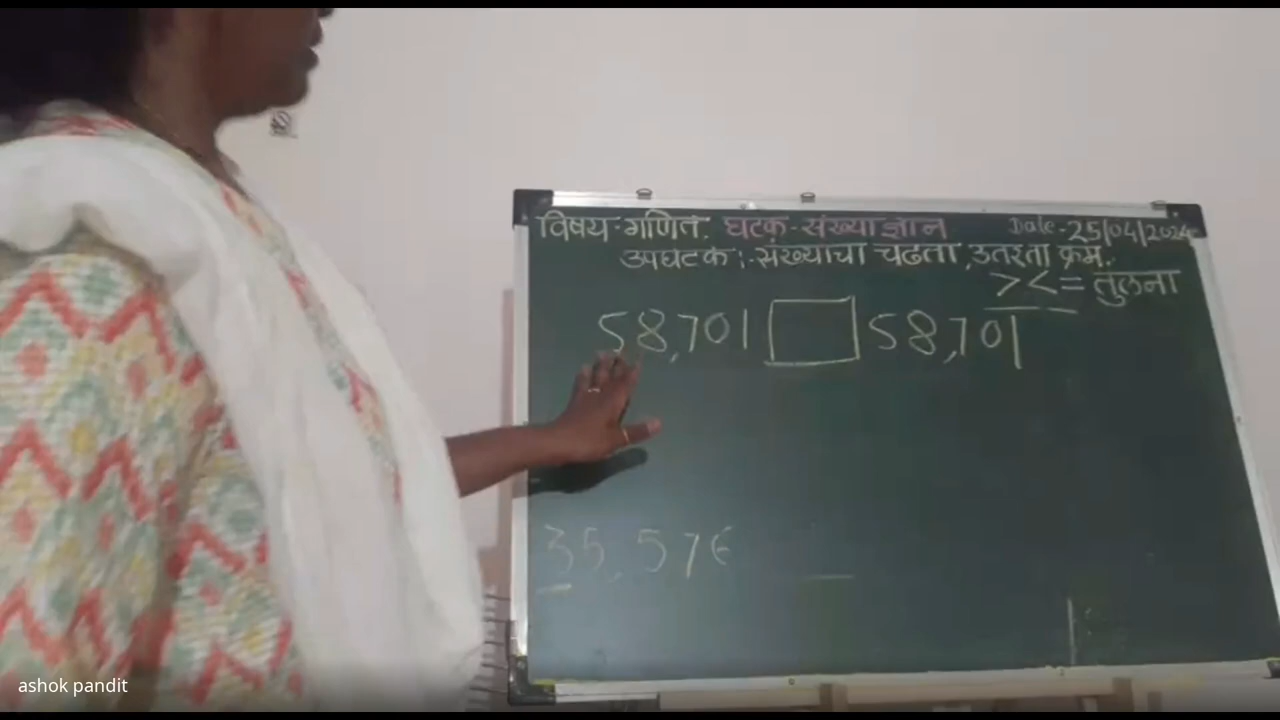 विषय-गणित. घटक-संख्याज्ञान Date-25/04/2024
उपघटक:-संख्याचा चढता,उतरता क्रम.
> < = तुलना
58,701 58,701
35,576
ashok pandit